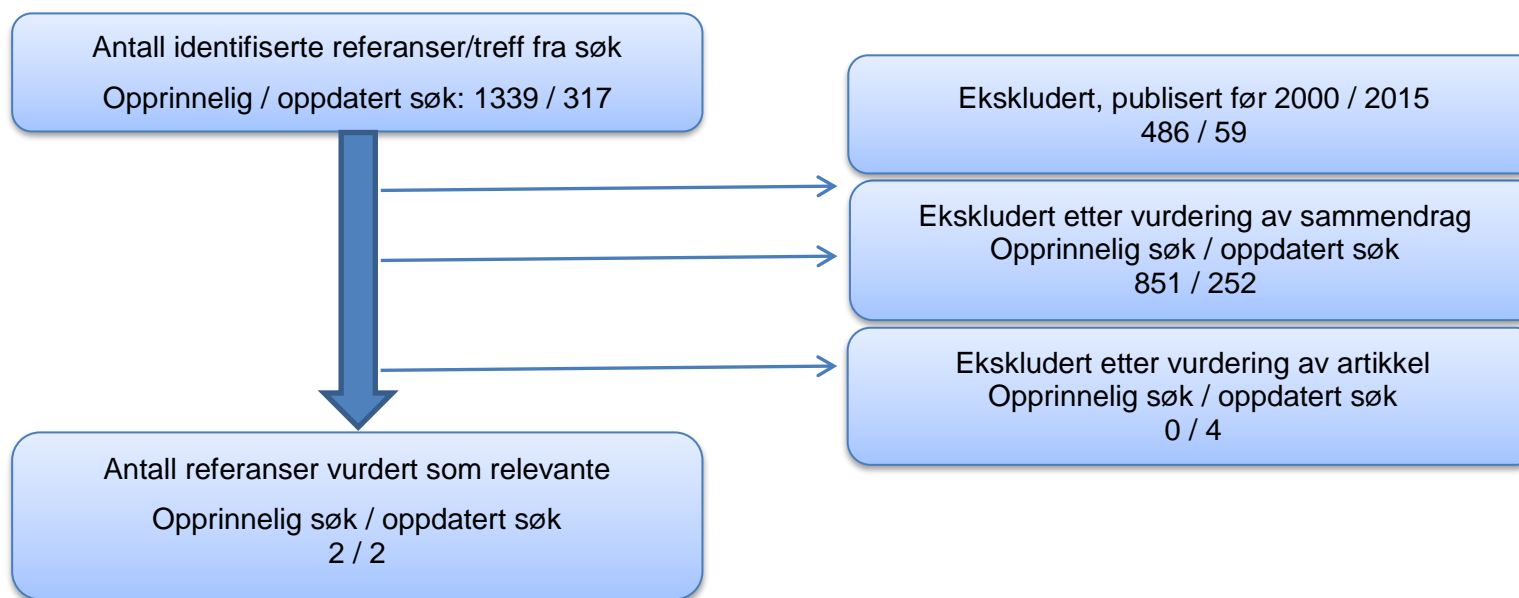 Antall identifiserte referanser/treff fra søk
Opprinnelig / oppdatert søk: 1339 / 317
Ekskludert, publisert før 2000 / 2015
486 / 59
Ekskludert etter vurdering av sammendrag
Opprinnelig søk / oppdatert søk
851 / 252
Ekskludert etter vurdering av artikkel
Opprinnelig søk / oppdatert søk
0 / 4
Antall referanser vurdert som relevante
Opprinnelig søk / oppdatert søk
2 / 2